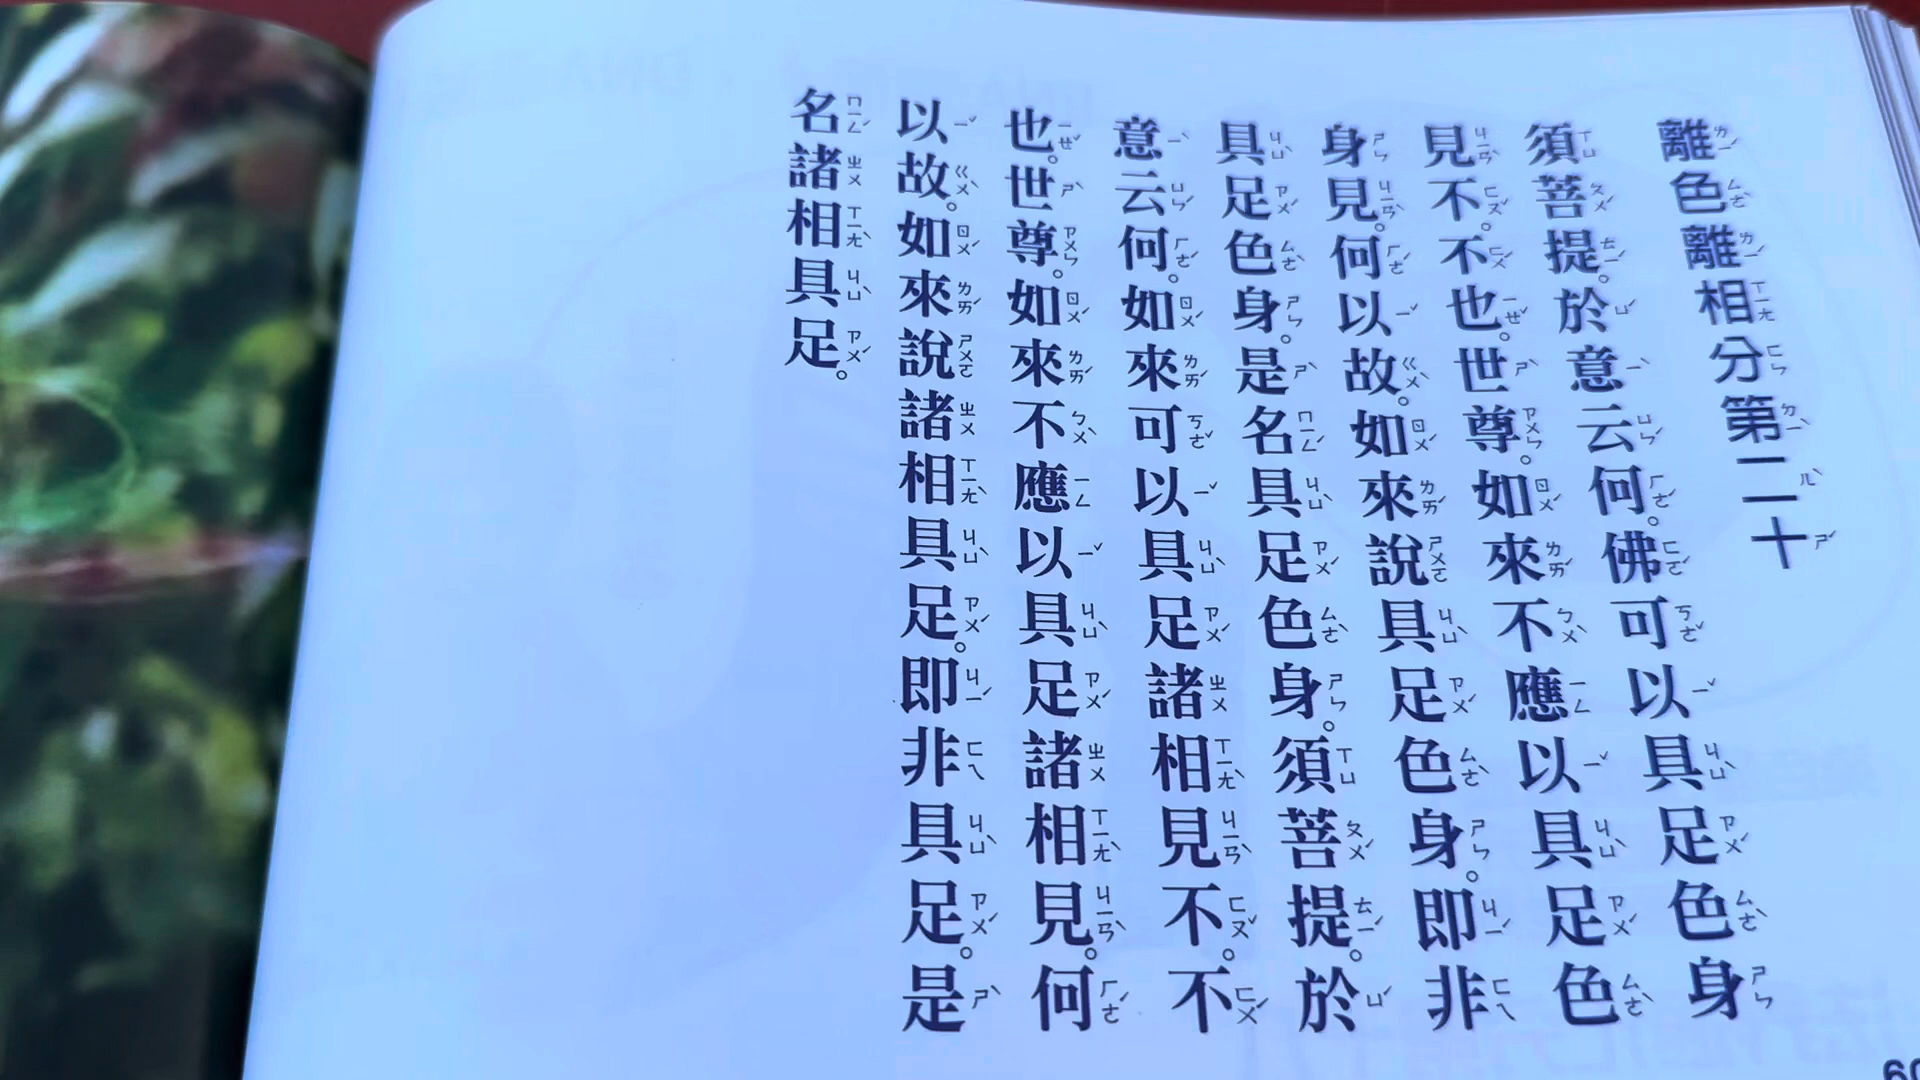 離色離相分第二十
須菩提。於意云何。佛可以具足色身
見不。不也。世尊。如來不應以具足色
身見。何以故。如來說具足色身。即非
具足色身。是名具足色身。須菩提。於
意云何。如來可以具足諸相見不。不
也。世尊。如來不應以具足諸相見。何
以故。如來說諸相具足。即非具足。是
名諸相具足。